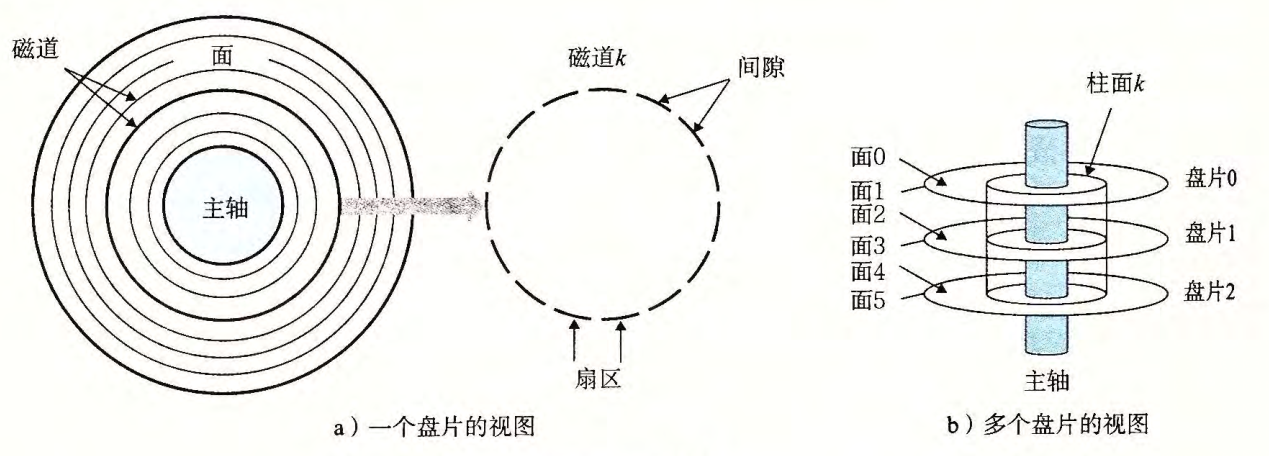 磁道
面
主轴
磁道k
间隙
扇区
a）一个盘片的视图
柱面k
面0
面1
面2
面3
面4
面5
盘片0
盘片1
盘片2
主轴
b）多个盘片的视图